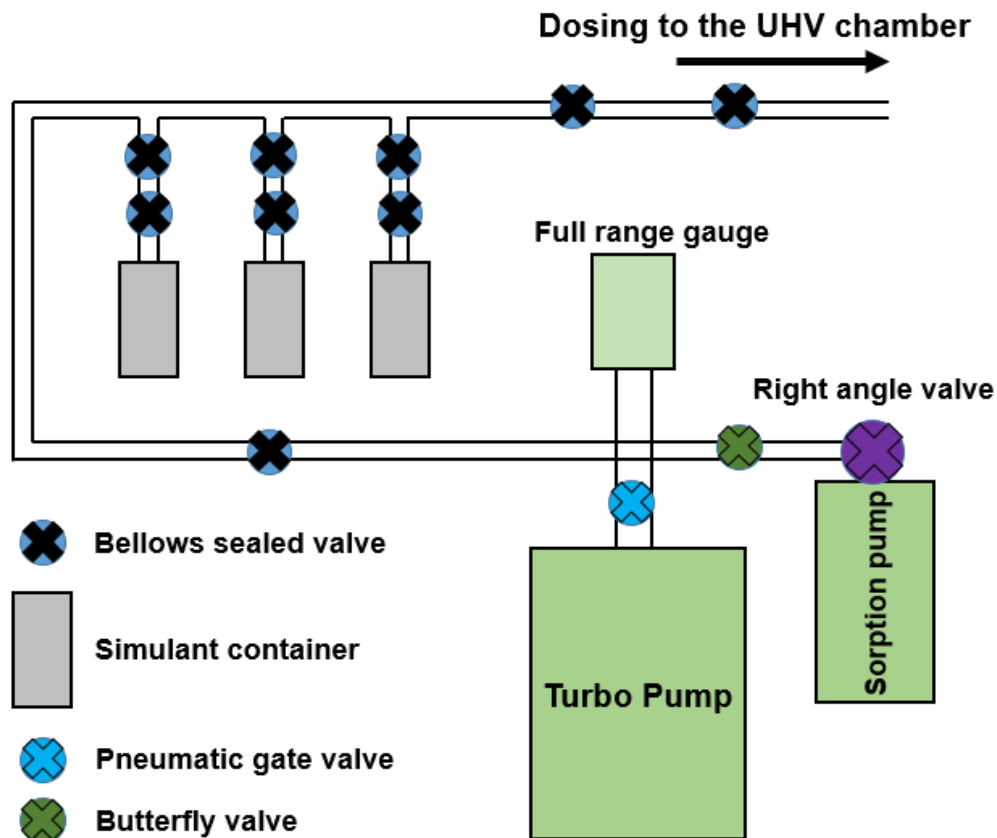 Dosing to the UHV chamber
Full range gauge
Right angle valve
Bellows sealed valve
Simulant container
Sorption pump
Turbo Pump
Pneumatic gate valve
Butterfly valve